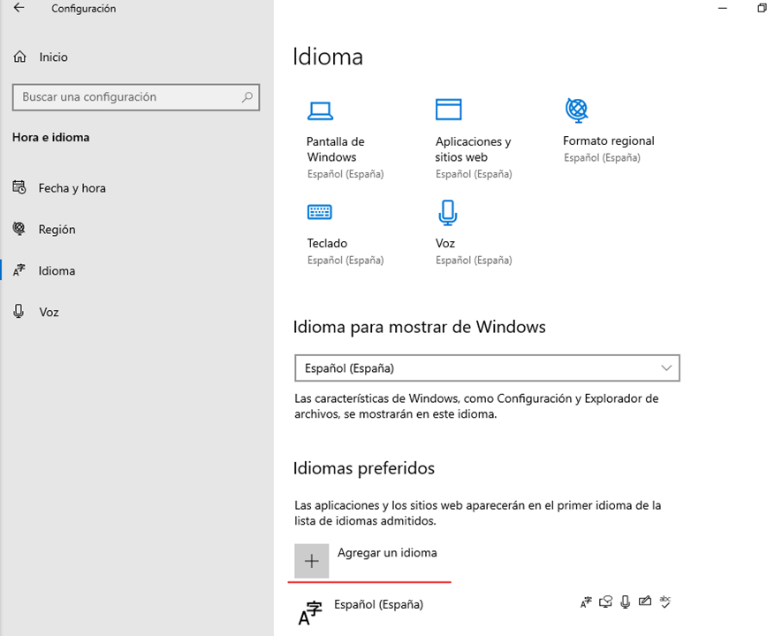 Configuración
Inicio
Buscar una configuración
Hora e idioma
Fecha y hora
Región
Idioma
Voz
Idioma
Pantalla de
Windows
Español (España)
Aplicaciones y
sitios web
Español (España)
Formato regional
Español (España)
Teclado
Español (España)
Voz
Español (España)
Idioma para mostrar de Windows
Español (España)
Las características de Windows, como Configuración y Explorador de
archivos, se mostrarán en este idioma.
Idiomas preferidos
Las aplicaciones y los sitios web aparecerán en el primer idioma de la
lista de idiomas admitidos.
Agregar un idioma
Español (España)